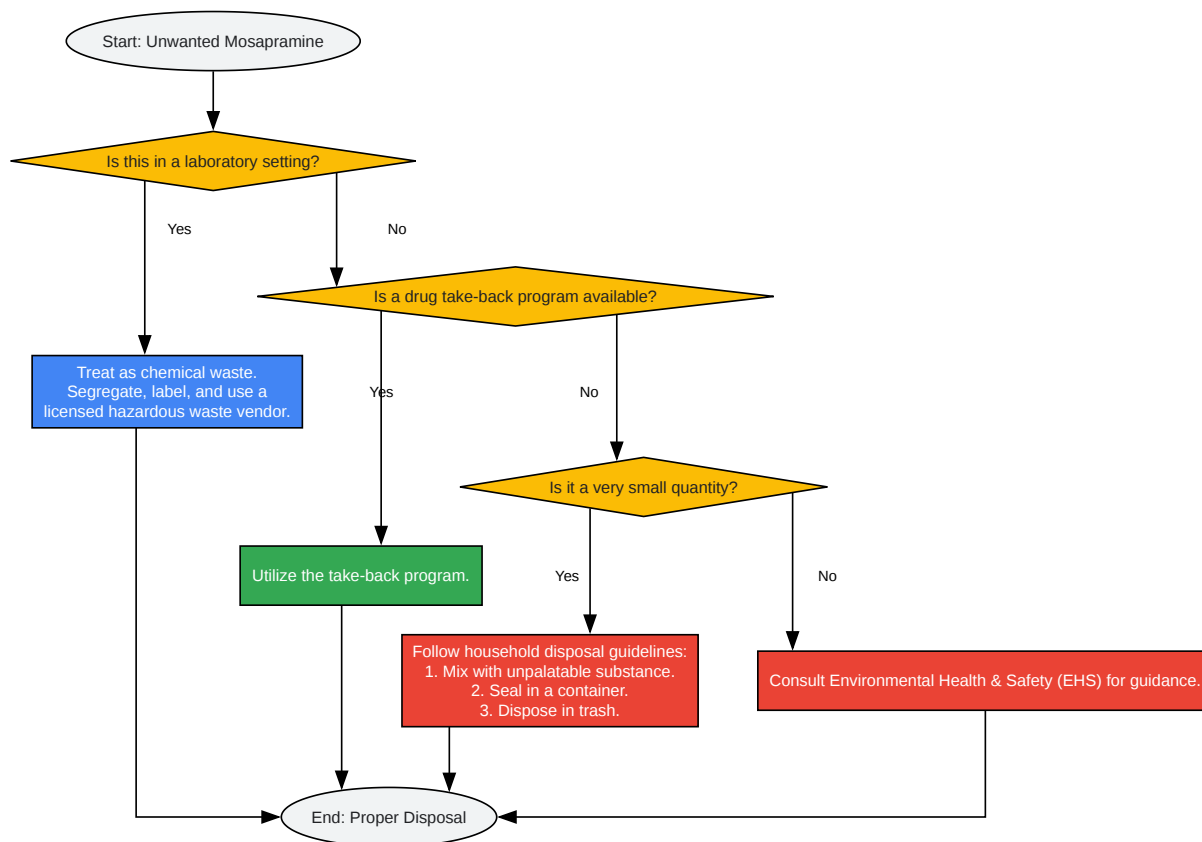 Start: Unwanted Mosapramine
Is this in a laboratory setting?
Yes
No
Is a drug take-back program available?
Treat as chemical waste.
Segregate, label, and use a
licensed hazardous waste vendor.
Yes
No
Is it a very small quantity?
Utilize the take-back program.
Yes
No
Follow household disposal guidelines:
1. Mix with unpalatable substance.
2. Seal in a container.
3. Dispose in trash.
Consult Environmental Health & Safety (EHS) for guidance.
End: Proper Disposal